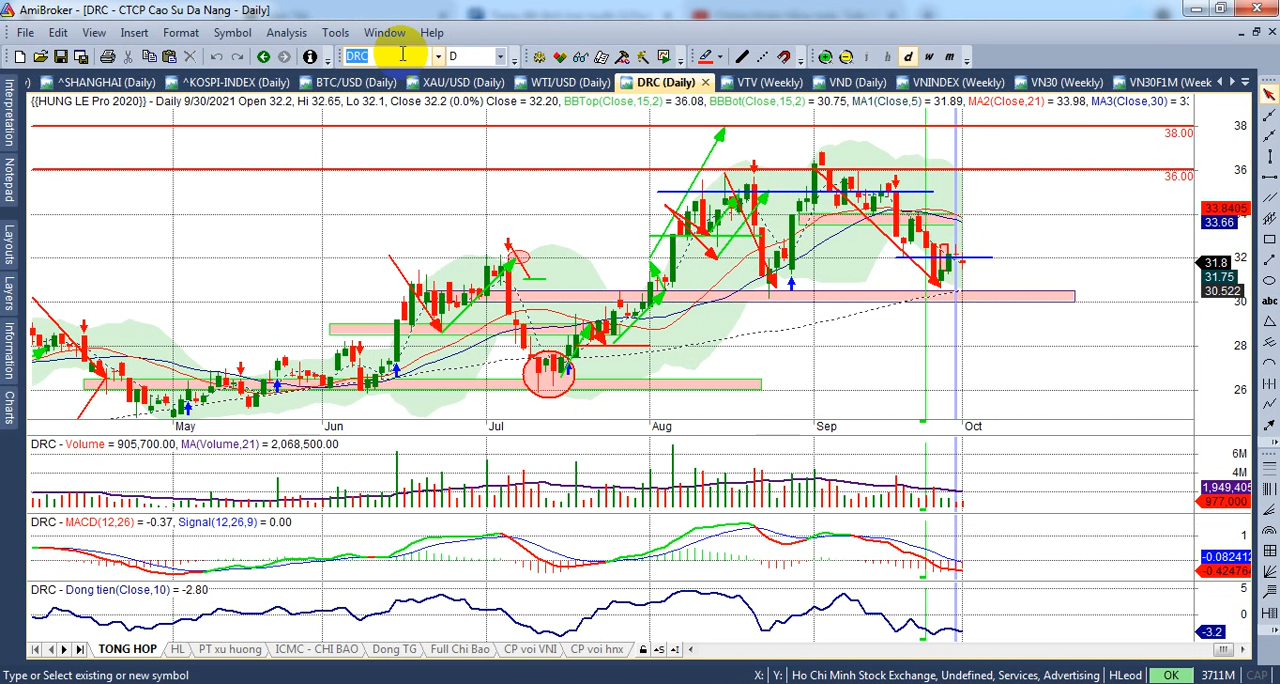 AmiBroker - [DRC - CTCP Cao Su Da Nang - Daily]
File Edit View Insert Format Symbol Analysis Tools Window Help
DRC D i h d w m
^SHANGHAI (Daily) ^KOSPI-INDEX (Daily) BTC/USD (Daily) XAU/USD (Daily) WTI/USD (Daily) DRC (Daily) VTV (Weekly) VND (Daily) VNINDEX (Weekly) VN30 (Weekly) VN30F1M (Week
{{HUNG LE Pro 2020}} - Daily 9/30/2021 Open 32.2, Hi 32.65, Lo 32.1, Close 32.2 (0.0%) Close = 32.20, BBTop(Close,15,2) = 36.08, BBBot(Close,15,2) = 30.75, MA1(Close,5) = 31.89, MA2(Close,21) = 33.98, MA3(Close,30) = 33
Interpretation
Notepad
Layouts
Layers
Information
Charts
abc
38
38.00
36
36.00
33.8405
33.66
32
31.8
31.75
30.522
30
28
26
May Jun Jul Aug Sep Oct
DRC - Volume = 905,700.00, MA(Volume,21) = 2,068,500.00
6M
4M
1,949,405
977,000
DRC - MACD(12,26) = -0.37, Signal(12,26,9) = 0.00
1
-0.082412
-0.42476
DRC - Dong tien(Close,10) = -2.80
5
0
-3.2
TONG HOP HL PT xu huong ICMC - CHI BAO Dong TG Full Chi Bao CP voi VNI CP voi hnx
Type or Select existing or new symbol X: Y: Ho Chi Minh Stock Exchange, Undefined, Services, Advertising HLeod OK 3711M CAP